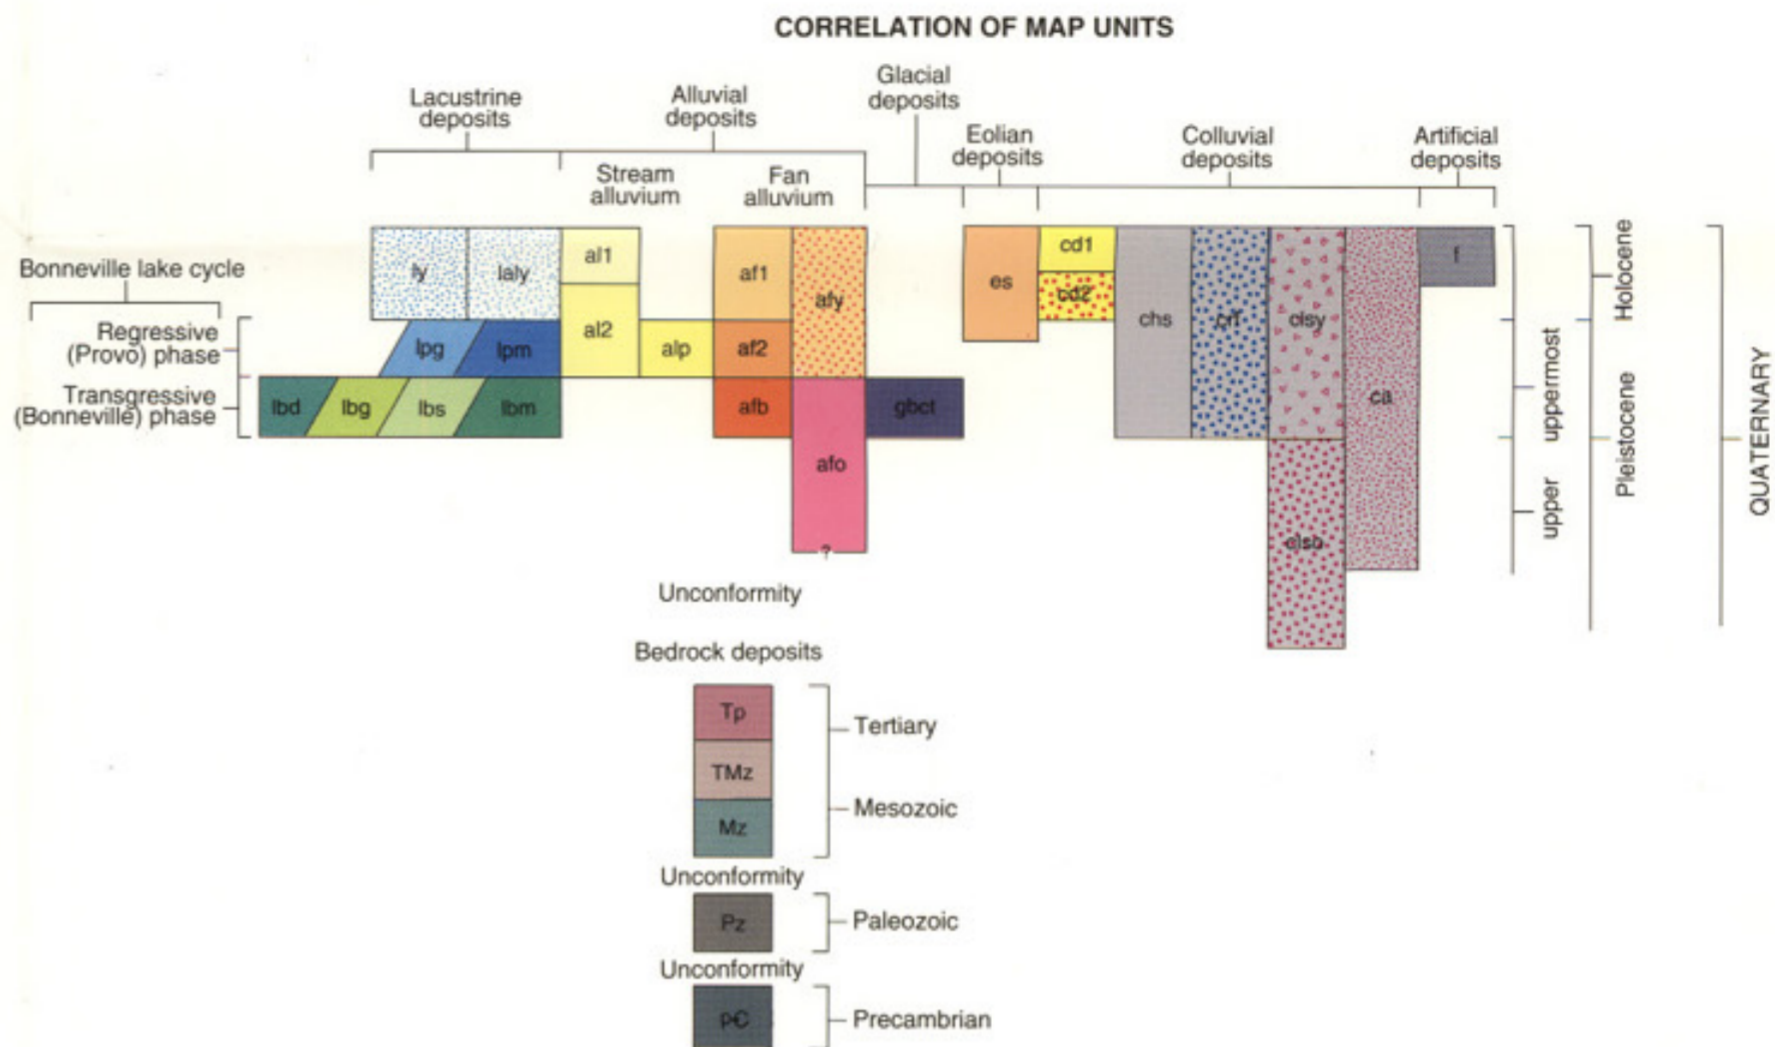 CORRELATION OF MAP UNITS
Glacial
deposits
Lacustrine
deposits
Alluvial
deposits
Eolian
deposits
Colluvial
deposits
Artificial
deposits
Stream
alluvium
Fan
alluvium
Bonneville lake cycle
Regressive
(Provo) phase
Transgressive
(Bonneville) phase
ly
laly
al1
al2
alp
af1
af2
afy
lpg
lpm
lbd
lbg
lbs
lbm
afb
afo
?
gbct
es
cd1
cd2
chs
crf
clsy
clsb
ca
f
uppermost
upper
Holocene
Pleistocene
QUATERNARY
Unconformity
Bedrock deposits
Tp
TMz
Mz
Tertiary
Mesozoic
Unconformity
Pz
Paleozoic
Unconformity
p€
Precambrian